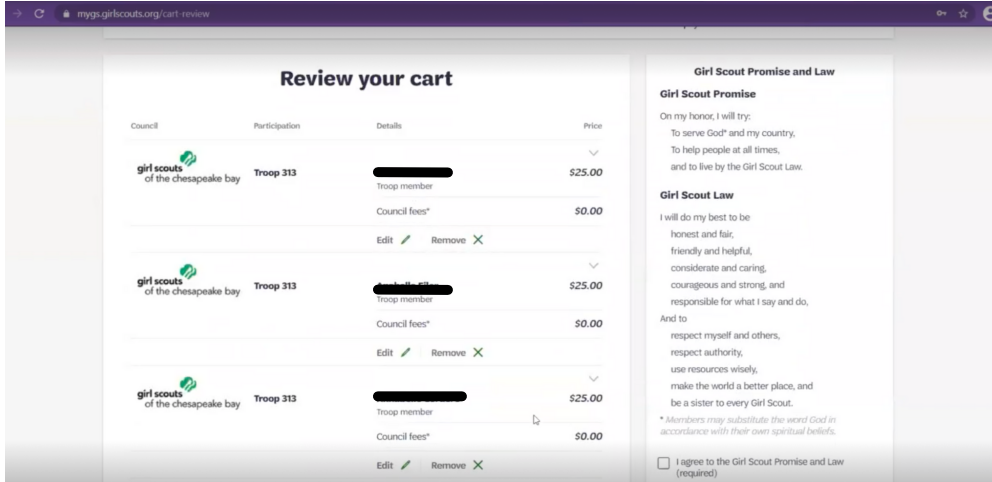 mygs.girlscouts.org/cart-review
Review your cart
Council Participation Details Price
girl scouts
of the chesapeake bay
Troop 313
$25.00
Troop member
Council fees* $0.00
Edit Remove
girl scouts
of the chesapeake bay
Troop 313
$25.00
Troop member
Council fees* $0.00
Edit Remove
girl scouts
of the chesapeake bay
Troop 313
$25.00
Troop member
Council fees* $0.00
Edit Remove
Girl Scout Promise and Law
Girl Scout Promise
On my honor, I will try:
To serve God* and my country,
To help people at all times,
and to live by the Girl Scout Law.
Girl Scout Law
I will do my best to be
honest and fair,
friendly and helpful,
considerate and caring,
courageous and strong, and
responsible for what I say and do,
And to
respect myself and others,
respect authority,
use resources wisely,
make the world a better place, and
be a sister to every Girl Scout.
* Members may substitute the word God in
accordance with their own spiritual beliefs.
I agree to the Girl Scout Promise and Law
(required)